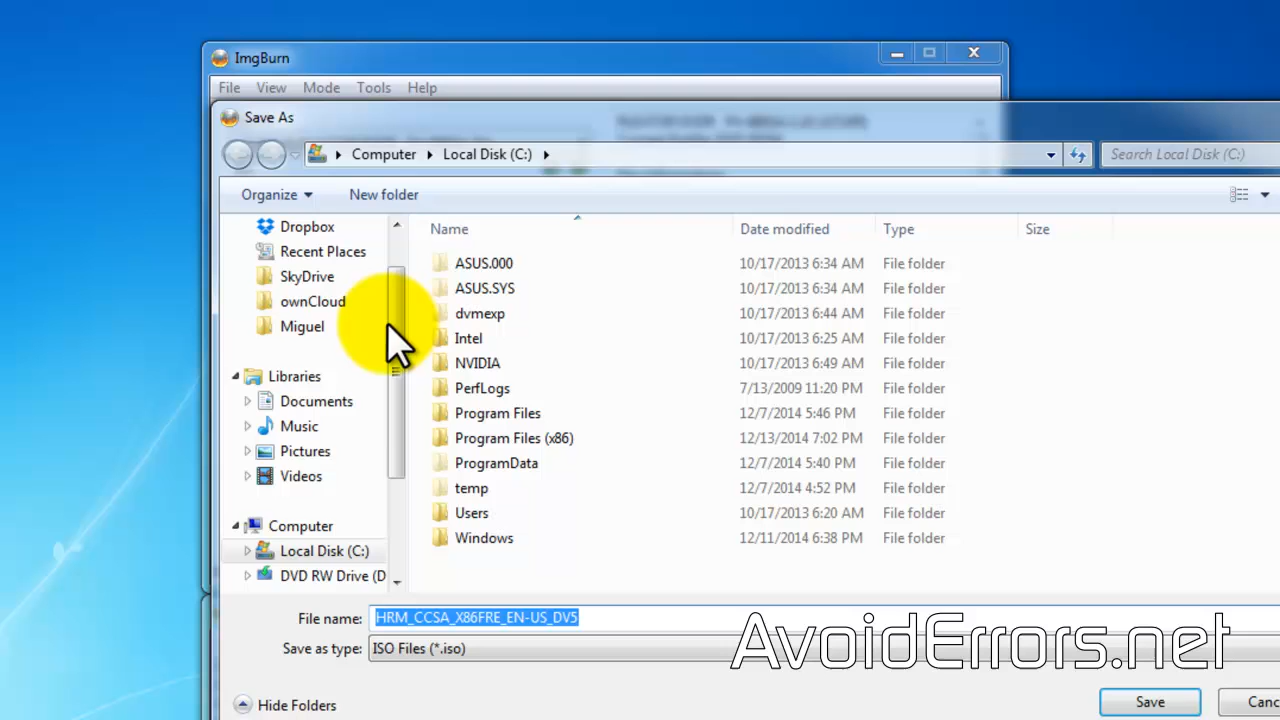 ImgBurn
File View Mode Tools Help
Save As
Computer Local Disk (C:)
Search Local Disk (C:)
Organize New folder
Name Date modified Type Size
Dropbox
Recent Places
SkyDrive
ownCloud
Miguel
Libraries
Documents
Music
Pictures
Videos
Computer
Local Disk (C:)
DVD RW Drive (D
ASUS.000 10/17/2013 6:34 AM File folder
ASUS.SYS 10/17/2013 6:34 AM File folder
dvmexp 10/17/2013 6:44 AM File folder
Intel 10/17/2013 6:25 AM File folder
NVIDIA 10/17/2013 6:49 AM File folder
PerfLogs 7/13/2009 11:20 PM File folder
Program Files 12/7/2014 5:46 PM File folder
Program Files (x86) 12/13/2014 7:02 PM File folder
ProgramData 12/7/2014 5:40 PM File folder
temp 12/7/2014 4:52 PM File folder
Users 10/17/2013 6:20 AM File folder
Windows 12/11/2014 6:38 PM File folder
File name: HRM_CCSA_X86FRE_EN-US_DV5
Save as type: ISO Files (*.iso)
AvoidErrors.net
Hide Folders
Save Canc